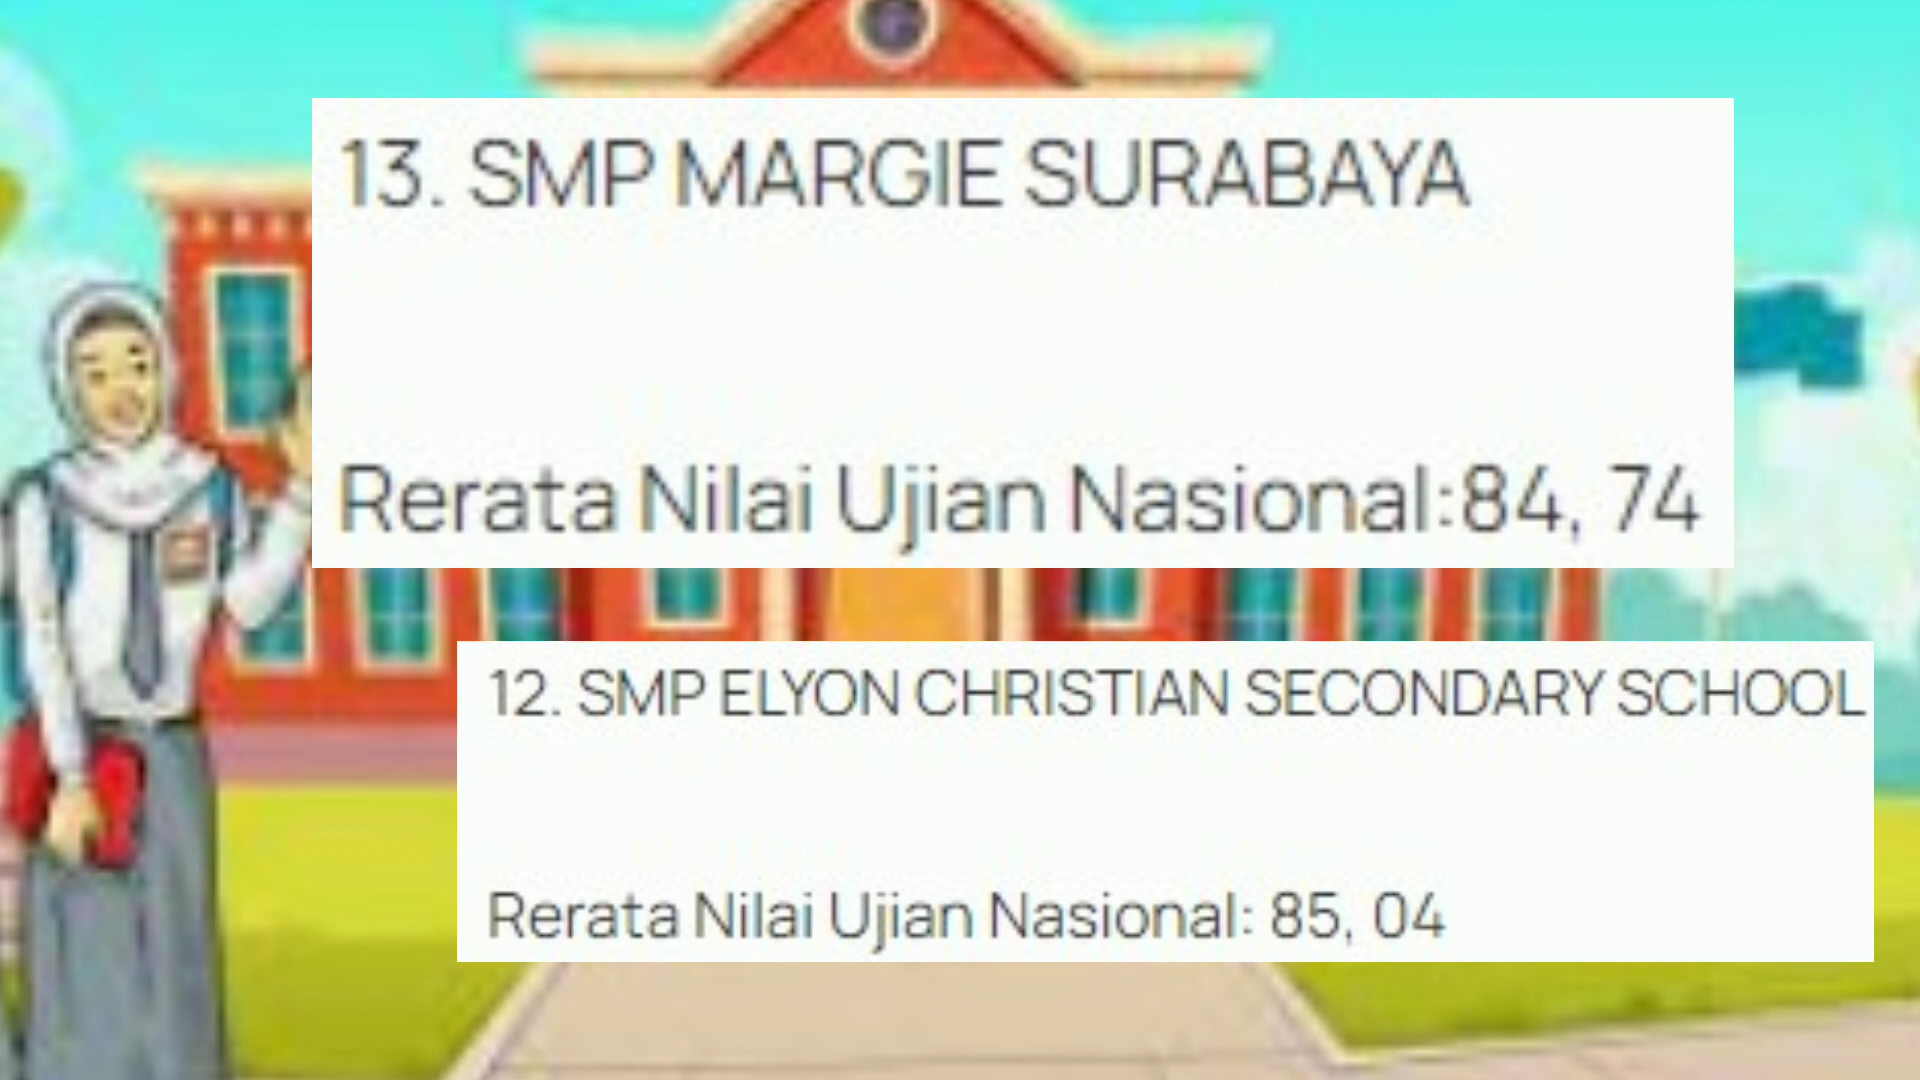 13. SMP MARGIE SURABAYA
Rerata Nilai Ujian Nasional:84, 74
12. SMP ELYON CHRISTIAN SECONDARY SCHOOL
Rerata Nilai Ujian Nasional: 85, 04